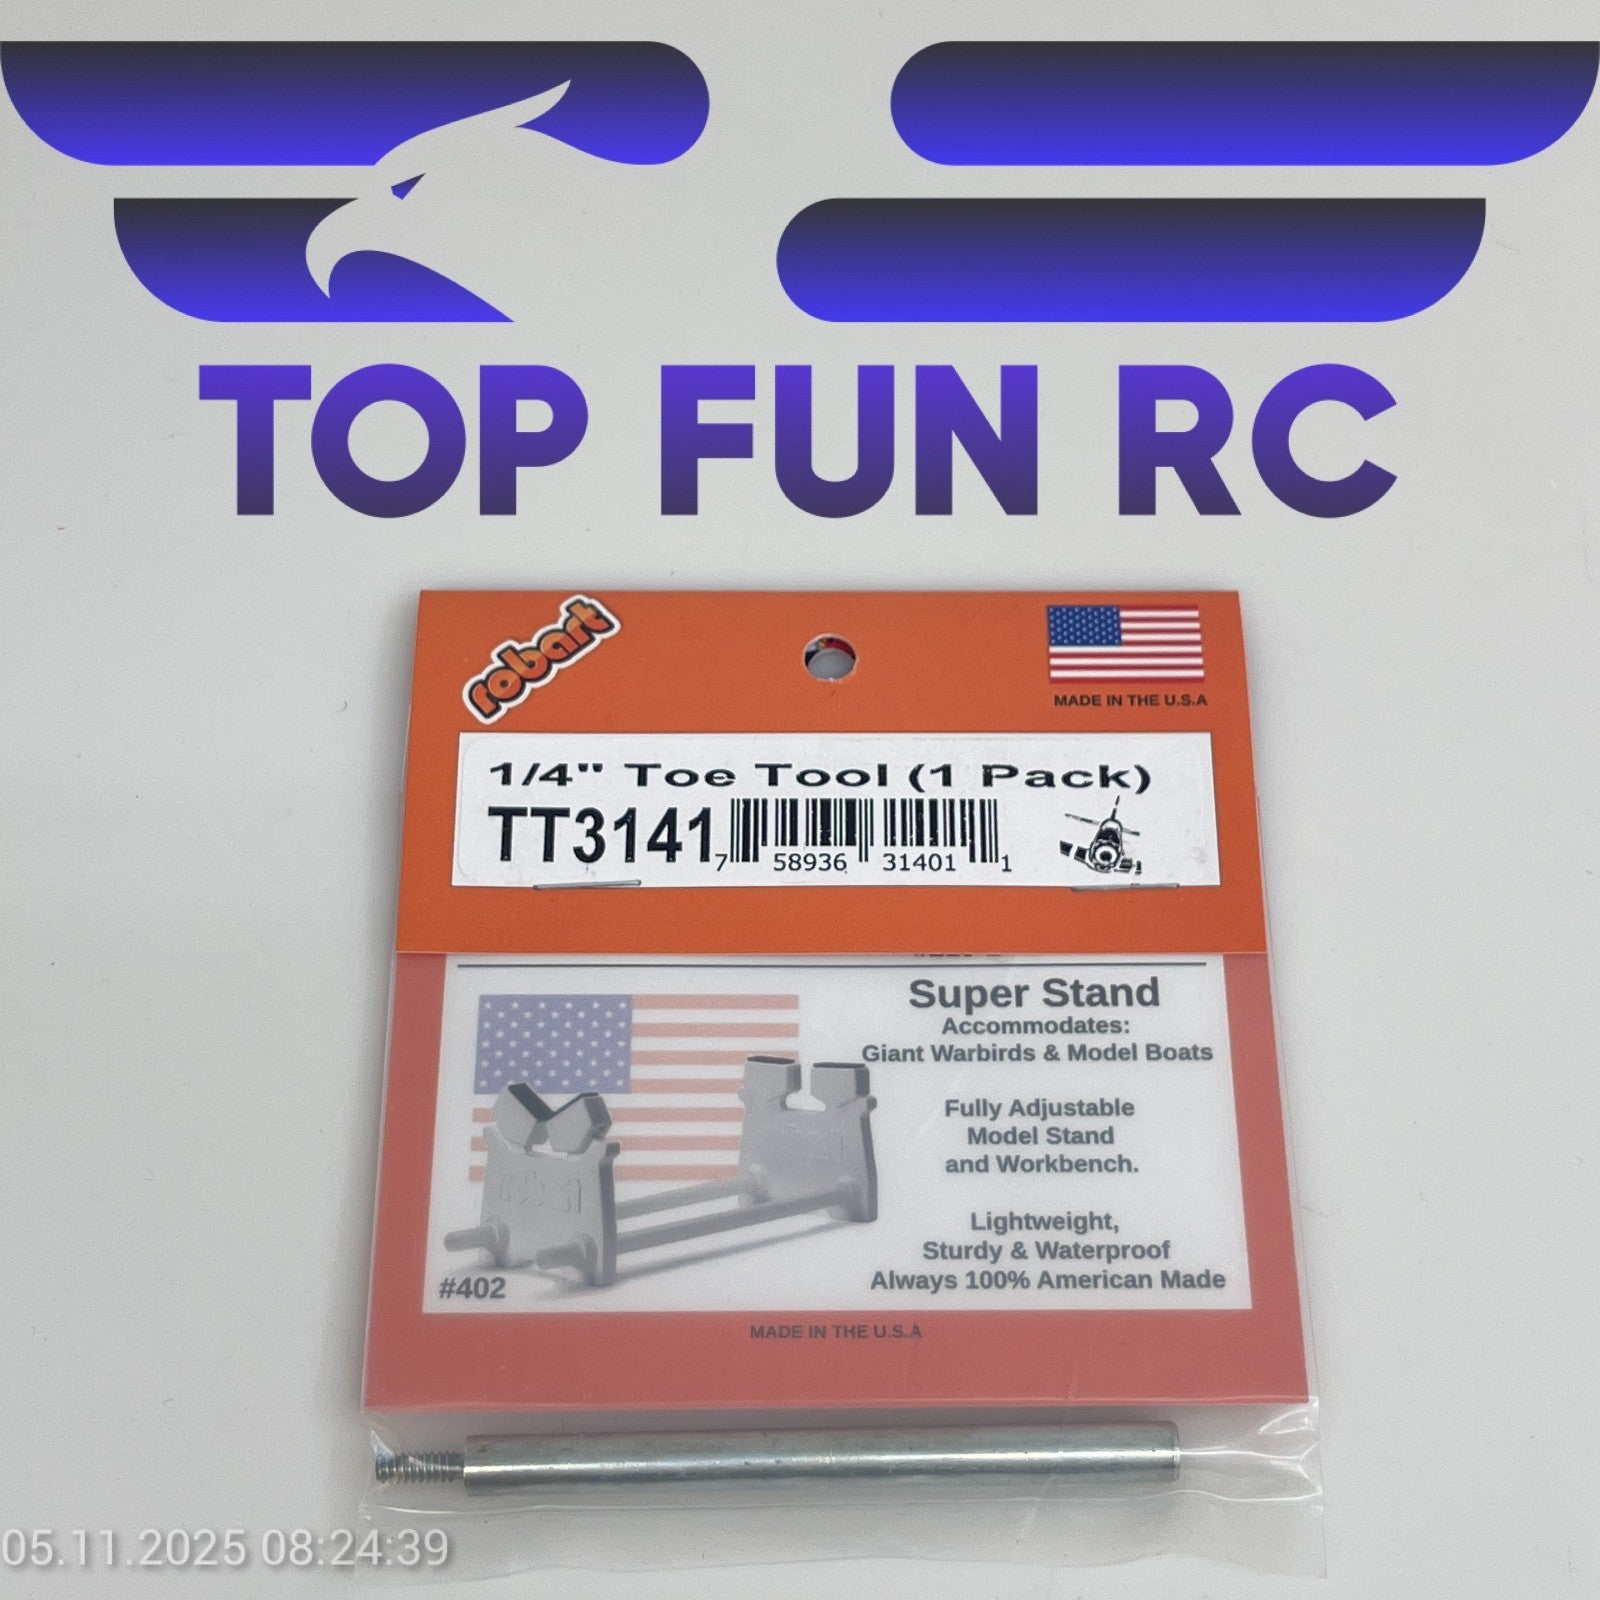 TOP FUN RC
robart
MADE IN THE U.S.A
1/4" Toe Tool (1 Pack)
TT3141
7 58936 31401 1
Super Stand
Accommodates:
Giant Warbirds & Model Boats
Fully Adjustable
Model Stand
and Workbench.
Lightweight,
Sturdy & Waterproof
Always 100% American Made
#402
MADE IN THE U.S.A
05.11.2025 08:24:39